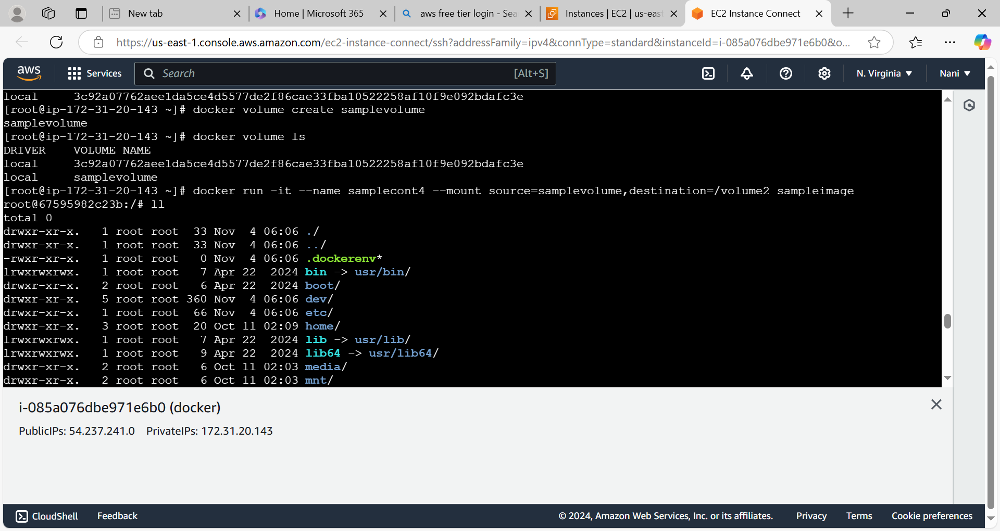 New tab
Home | Microsoft 365
aws free tier login - Sea
Instances | EC2 | us-east
EC2 Instance Connect
https://us-east-1.console.aws.amazon.com/ec2-instance-connect/ssh?addressFamily=ipv4&connType=standard&instanceId=i-085a076dbe971e6b0&o...
aws
Services
Search
[Alt+S]
N. Virginia
Nani
local     3c92a07762aee1da5ce4d5577de2f86cae33fba10522258af10f9e092bdafc3e
[root@ip-172-31-20-143 ~]# docker volume create samplevolume
samplevolume
[root@ip-172-31-20-143 ~]# docker volume ls
DRIVER    VOLUME NAME
local     3c92a07762aee1da5ce4d5577de2f86cae33fba10522258af10f9e092bdafc3e
local     samplevolume
[root@ip-172-31-20-143 ~]# docker run -it --name samplecont4 --mount source=samplevolume,destination=/volume2 sampleimage
root@67595982c23b:/# ll
total 0
drwxr-xr-x.   1 root root  33 Nov  4 06:06 ./
drwxr-xr-x.   1 root root  33 Nov  4 06:06 ../
-rwxr-xr-x.   1 root root   0 Nov  4 06:06 .dockerenv*
lrwxrwxrwx.   1 root root   7 Apr 22  2024 bin -> usr/bin/
drwxr-xr-x.   2 root root   6 Apr 22  2024 boot/
drwxr-xr-x.   5 root root 360 Nov  4 06:06 dev/
drwxr-xr-x.   1 root root  66 Nov  4 06:06 etc/
drwxr-xr-x.   3 root root  20 Oct 11 02:09 home/
lrwxrwxrwx.   1 root root   7 Apr 22  2024 lib -> usr/lib/
lrwxrwxrwx.   1 root root   9 Apr 22  2024 lib64 -> usr/lib64/
drwxr-xr-x.   2 root root   6 Oct 11 02:03 media/
drwxr-xr-x.   2 root root   6 Oct 11 02:03 mnt/
i-085a076dbe971e6b0 (docker)
PublicIPs: 54.237.241.0    PrivateIPs: 172.31.20.143
CloudShell
Feedback
© 2024, Amazon Web Services, Inc. or its affiliates.
Privacy
Terms
Cookie preferences